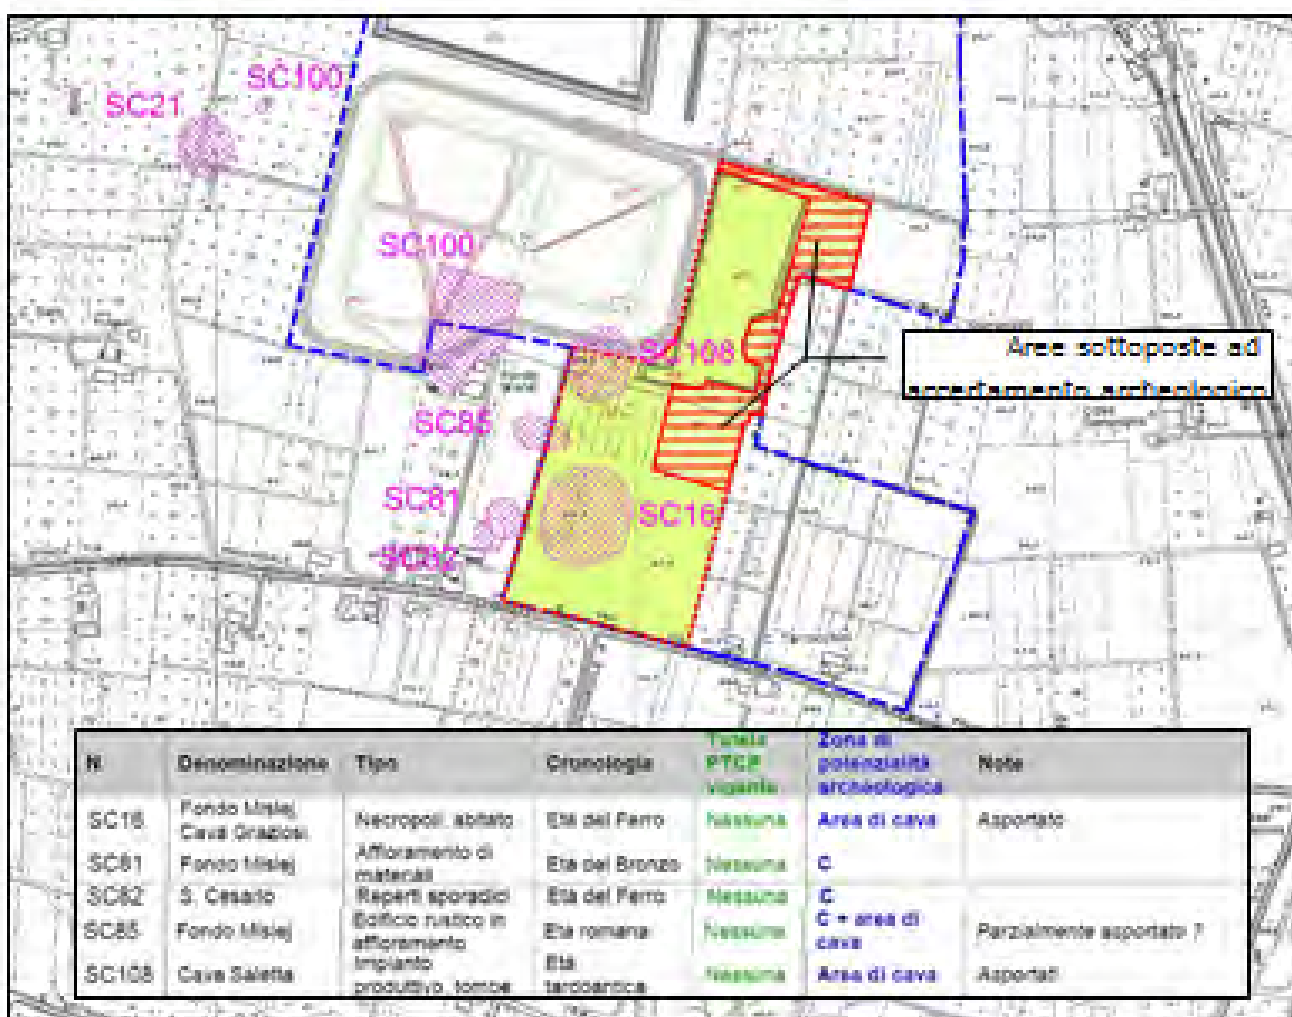 SC100
SC21
SC100
SC108
Aree sottoposte ad
accertamento archeologico
SC85
SC81
SC16
SC82
N Denominazione Tipo Cronologia Tutela PTCP vigente Zona di potenzialità archeologica Note
SC16 Fondo Mislej, Cava Graziosi Necropoli, abitato Età del Ferro Nessuna Area di cava Asportato
SC81 Fondo Mislej Affioramento di materiali Età del Bronzo Nessuna C
SC82 S. Cesario Reperti sporadici Età del Ferro Nessuna C
SC85 Fondo Mislej Edificio rustico in affioramento Età romana Nessuna C + area di cava Parzialmente asportato ?
SC108 Cava Saletta Impianto produttivo, tombe Età tardoantica Nessuna Area di cava Asportati